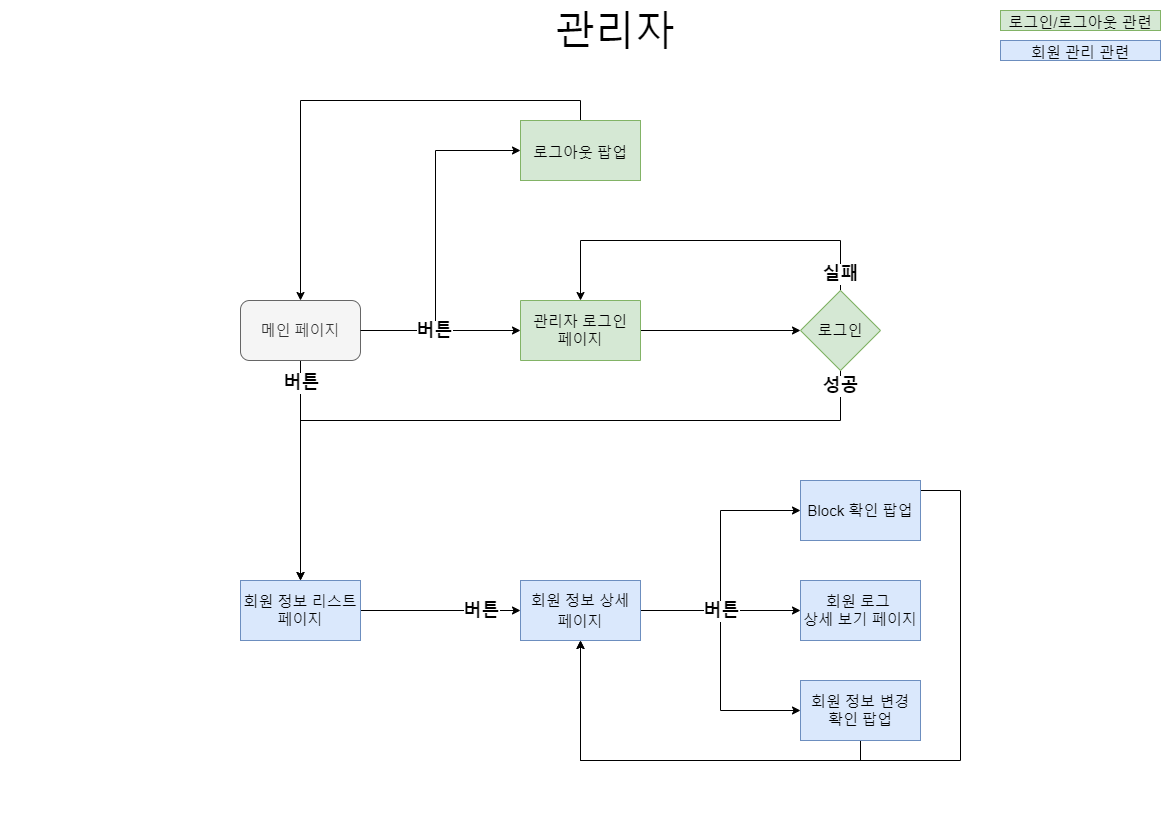 관리자
로그인/로그아웃 관련
회원 관리 관련
로그아웃 팝업
실패
메인 페이지
버튼
관리자 로그인
페이지
로그인
버튼
성공
Block 확인 팝업
회원 정보 리스트
페이지
버튼
회원 정보 상세
페이지
버튼
회원 로그
상세 보기 페이지
회원 정보 변경
확인 팝업